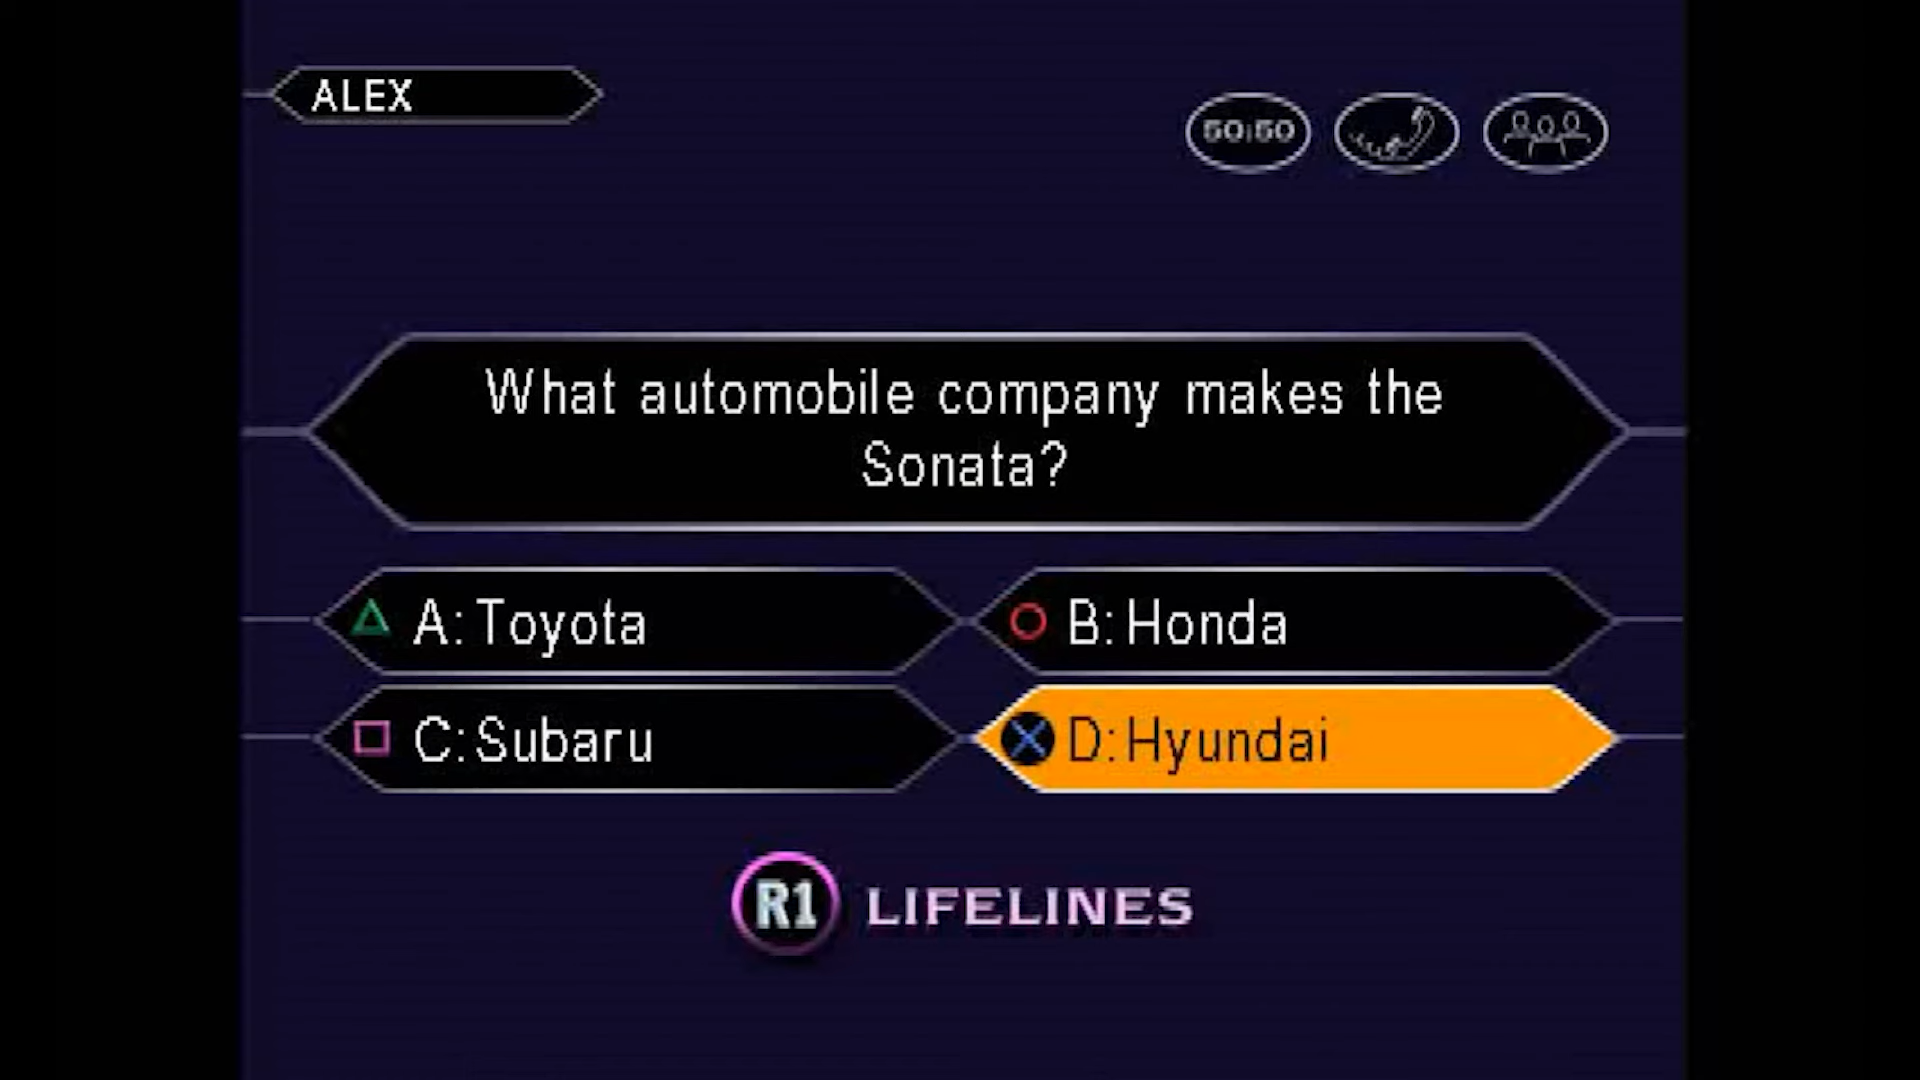 ALEX
50:50
What automobile company makes the
Sonata?
A: Toyota
B: Honda
C: Subaru
D: Hyundai
R1 LIFELINES